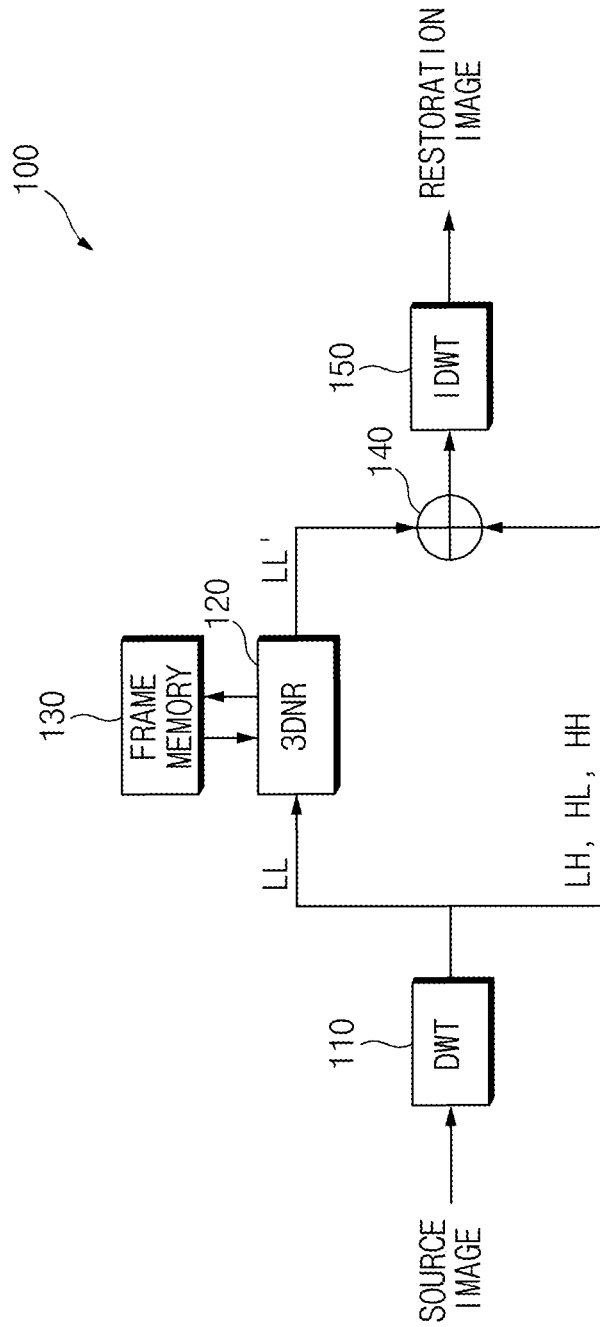 100
SOURCE
IMAGE
110
DWT
LL
LH, HL, HH
130
FRAME
MEMORY
120
3DNR
LL'
140
150
IDWT
RESTORATION
IMAGE